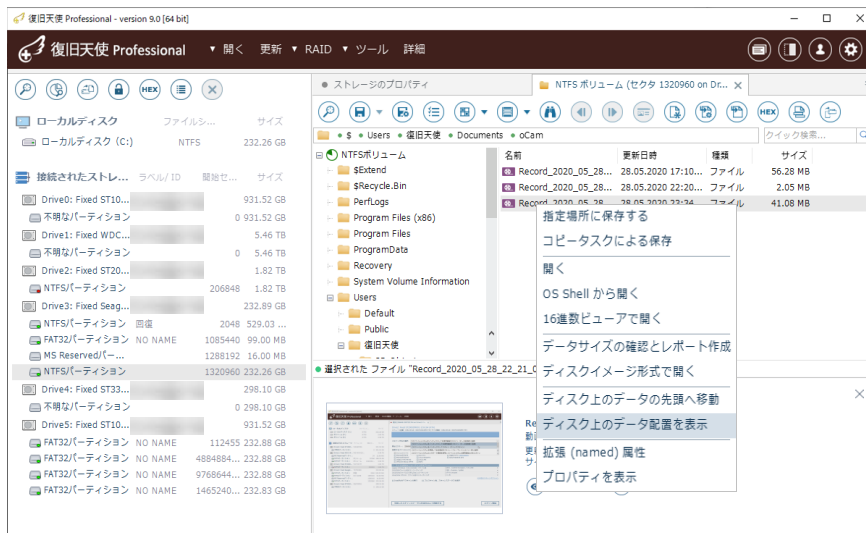 復旧天使 Professional - version 9.0 [64 bit]
復旧天使 Professional ▼ 開く 更新 ▼ RAID ▼ ツール 詳細
HEX
ストレージのプロパティ
NTFS ボリューム (セクタ 1320960 on Dr...
HEX
$ Users 復旧天使 Documents oCam
クイック検索...
ローカルディスク ファイルシ... サイズ
ローカルディスク (C:) NTFS 232.26 GB
接続されたストレ... ラベル/ ID 開始セ... サイズ
Drive0: Fixed ST10... 931.52 GB
不明なパーティション 0 931.52 GB
Drive1: Fixed WDC... 5.46 TB
不明なパーティション 0 5.46 TB
Drive2: Fixed ST20... 1.82 TB
NTFSパーティション 206848 1.82 TB
Drive3: Fixed Seag... 232.89 GB
NTFSパーティション 回復 2048 529.03 ...
FAT32パーティション NO NAME 1085440 99.00 MB
MS Reservedパー... 1288192 16.00 MB
NTFSパーティション 1320960 232.26 GB
Drive4: Fixed ST33... 298.10 GB
不明なパーティション 0 298.10 GB
Drive5: Fixed ST10... 931.52 GB
FAT32パーティション NO NAME 112455 232.88 GB
FAT32パーティション NO NAME 4884884... 232.88 GB
FAT32パーティション NO NAME 9768644... 232.88 GB
FAT32パーティション NO NAME 1465240... 232.83 GB
NTFSボリューム
$Extend
$Recycle.Bin
PerfLogs
Program Files (x86)
Program Files
ProgramData
Recovery
System Volume Information
Users
Default
Public
復旧天使
名前 更新日時 種類 サイズ
Record_2020_05_28... 28.05.2020 17:10... ファイル 56.28 MB
Record_2020_05_28... 28.05.2020 22:20... ファイル 2.05 MB
Record_2020_05_28... 28.05.2020 23:34... ファイル 41.08 MB
選択された ファイル "Record_2020_05_28_22_21_0
指定場所に保存する
コピータスクによる保存
開く
OS Shell から開く
16進数ビューアで開く
データサイズの確認とレポート作成
ディスクイメージ形式で開く
ディスク上のデータの先頭へ移動
ディスク上のデータ配置を表示
拡張 (named) 属性
プロパティを表示